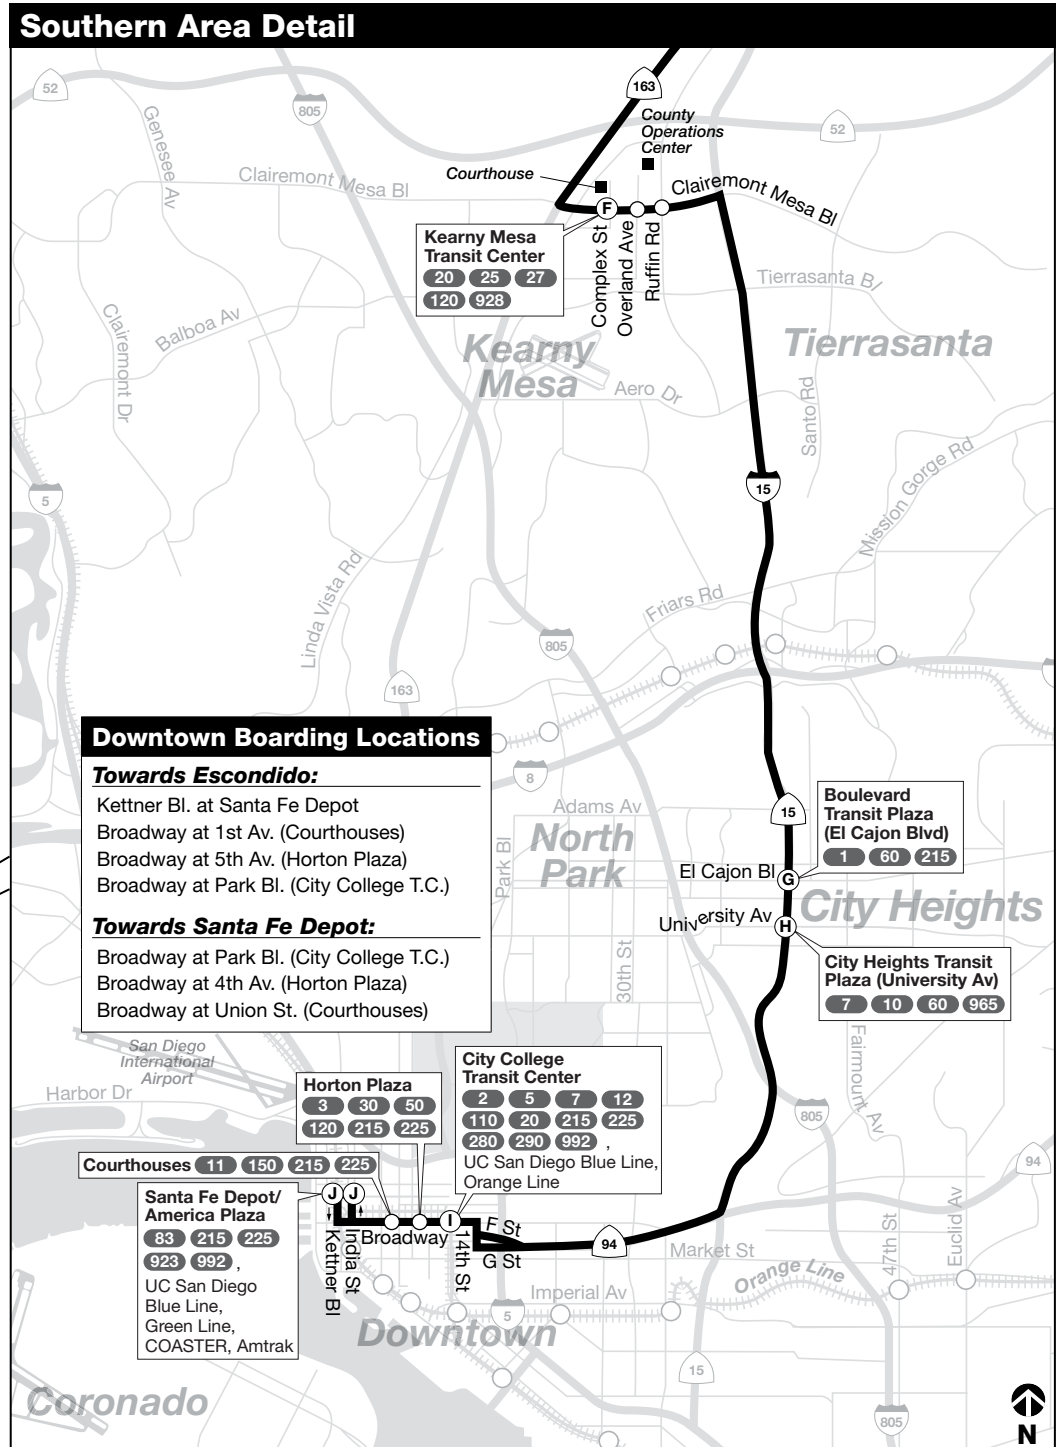 Southern Area Detail
52
805
163
County
Operations
Center
52
Genesee Av
Clairemont Mesa Bl
Courthouse
Clairemont Mesa Bl
F
Kearny Mesa
Transit Center
20 25 27
120 928
Complex St
Overland Ave
Ruffin Rd
Tierrasanta Bl
Clairemont Dr
Balboa Av
Kearny
Mesa
Tierrasanta
Aero Dr
Santo Rd
Mission Gorge Rd
5
15
Linda Vista Rd
Friars Rd
805
163
8
Downtown Boarding Locations
Towards Escondido:
Kettner Bl. at Santa Fe Depot
Broadway at 1st Av. (Courthouses)
Broadway at 5th Av. (Horton Plaza)
Broadway at Park Bl. (City College T.C.)
Towards Santa Fe Depot:
Broadway at Park Bl. (City College T.C.)
Broadway at 4th Av. (Horton Plaza)
Broadway at Union St. (Courthouses)
Adams Av
North
Park
Park Bl
15
Boulevard
Transit Plaza
(El Cajon Blvd)
1 60 215
El Cajon Bl
G
City Heights
University Av
H
City Heights Transit
Plaza (University Av)
7 10 60 965
30th St
San Diego
International
Airport
Harbor Dr
Fairmount Av
805
94
Horton Plaza
3 30 50
120 215 225
City College
Transit Center
2 5 7 12
110 20 215 225
280 290 992 ,
UC San Diego Blue Line,
Orange Line
Courthouses 11 150 215 225
Santa Fe Depot/
America Plaza
83 215 225
923 992 ,
UC San Diego
Blue Line,
Green Line,
COASTER, Amtrak
J J
Kettner Bl
India St
Broadway
I
14th St
F St
G St
94
Market St
Orange Line
47th St
Euclid Av
Imperial Av
5
Downtown
15
805
Coronado
N